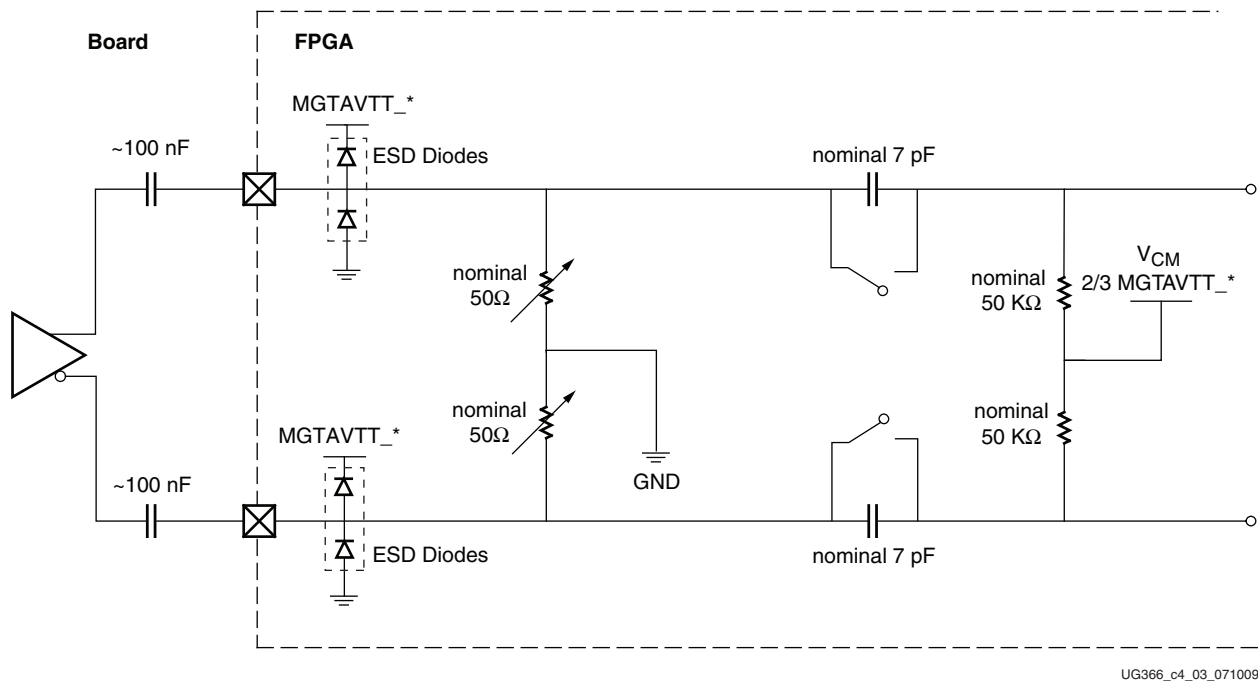 Board
FPGA
MGTAVTT_*
~100 nF
ESD Diodes
nominal 7 pF
nominal
50Ω
nominal
50 KΩ
VCM
2/3 MGTAVTT_*
nominal
50Ω
nominal
50 KΩ
MGTAVTT_*
GND
~100 nF
ESD Diodes
nominal 7 pF
UG366_c4_03_071009